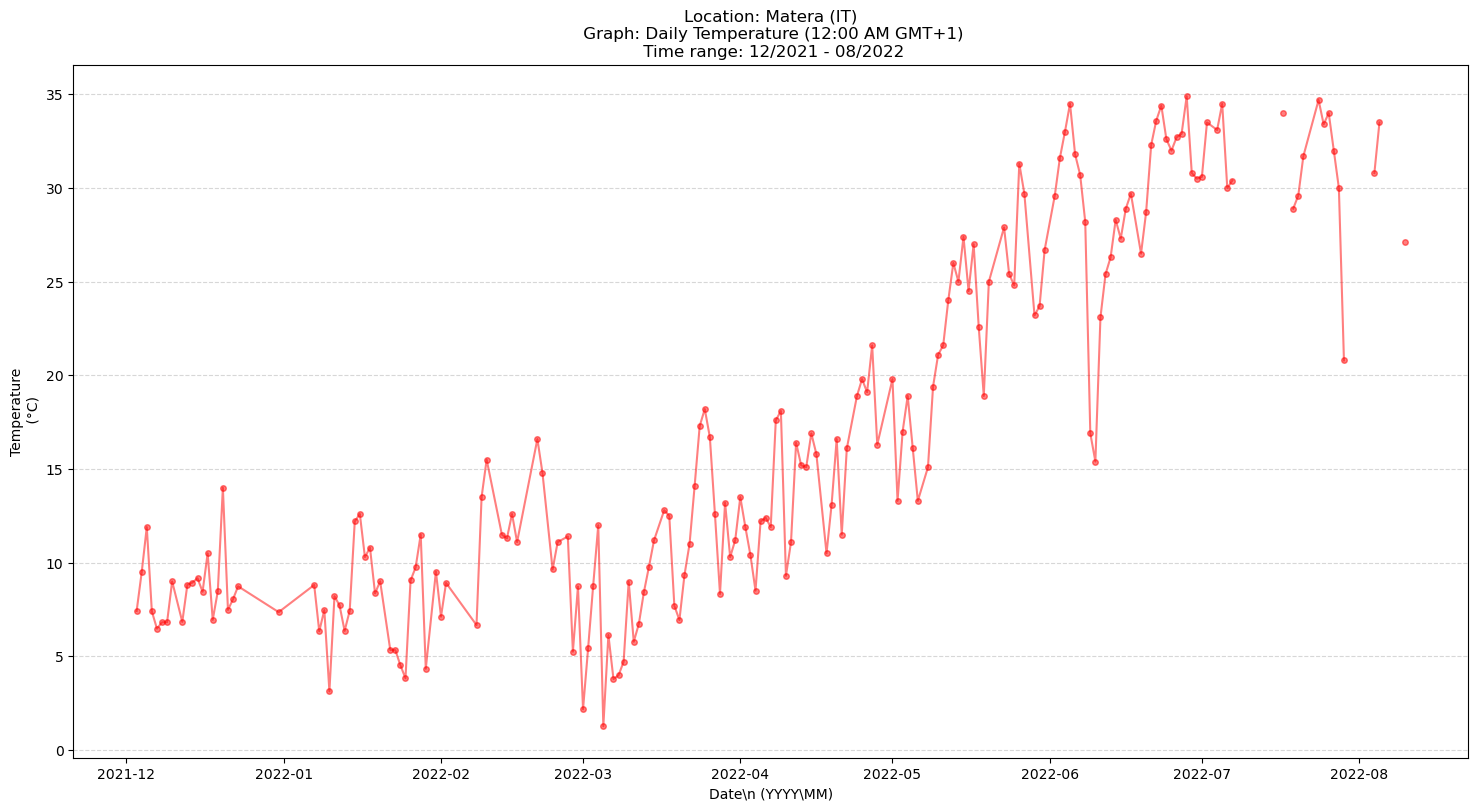 Location: Matera (IT)
Graph: Daily Temperature (12:00 AM GMT+1)
Time range: 12/2021 - 08/2022
35
30
25
20
15
10
5
0
Temperature
(°C)
2021-12 2022-01 2022-02 2022-03 2022-04 2022-05 2022-06 2022-07 2022-08
Date\n (YYYY\MM)